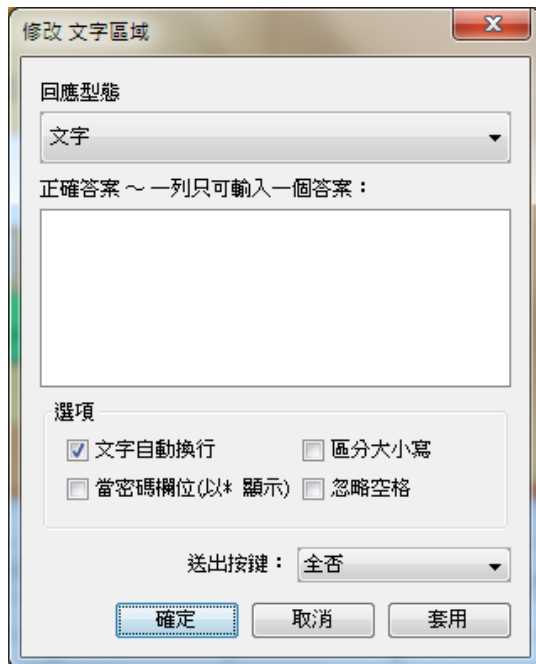 修改 文字區域
回應型態
文字
正確答案 ～ 一列只可輸入一個答案：
選項
文字自動換行 區分大小寫
當密碼欄位(以* 顯示) 忽略空格
送出按鍵： 全否
確定 取消 套用